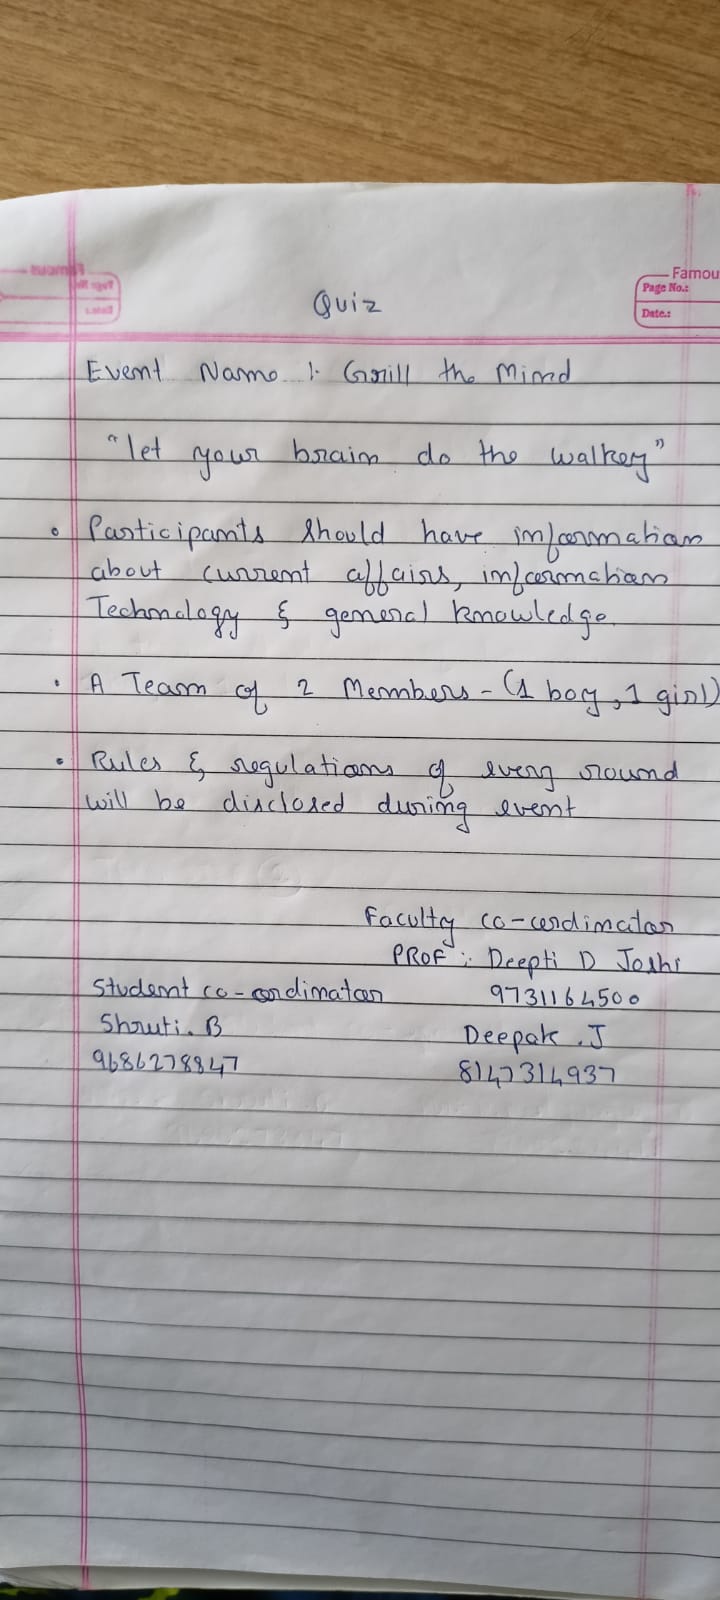 Famou
Page No.:
Date.:
Quiz
Event Name :- Grill the Mind
"let your brain do the walkey"
• Participants should have information
about current affairs, information
Technology & general knowledge.
• A Team of 2 Members - (1 boy, 1 girl)
• Rules & regulations of every round
will be disclosed during event
Faculty co-ordinator
PROF :- Deepti D Joshi
9731164500
Student co-ordinator
Shruti. B
9686278847
Deepak .J
8147314937